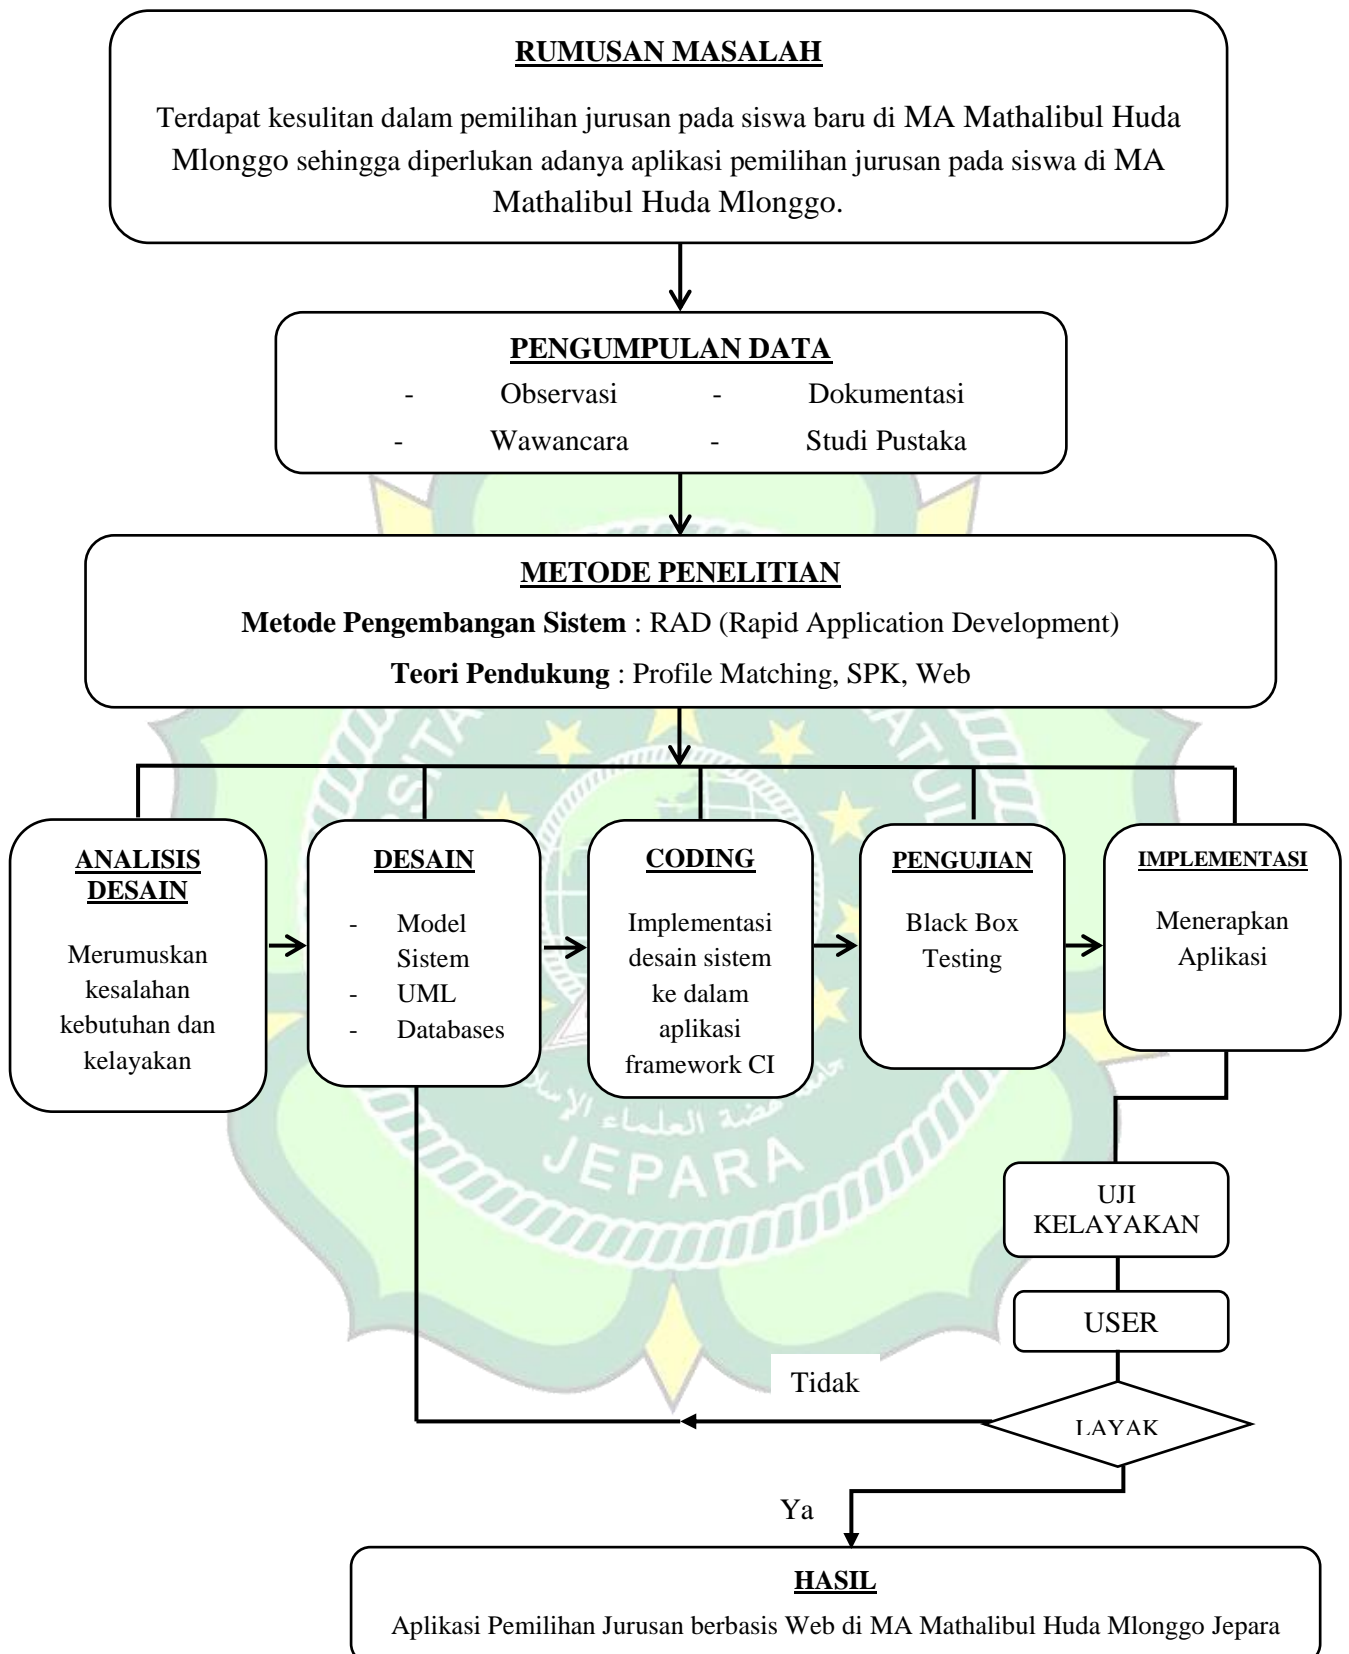 RUMUSAN MASALAH
Terdapat kesulitan dalam pemilihan jurusan pada siswa baru di MA Mathalibul Huda
Mlonggo sehingga diperlukan adanya aplikasi pemilihan jurusan pada siswa di MA
Mathalibul Huda Mlonggo.
PENGUMPULAN DATA
- Observasi - Dokumentasi
- Wawancara - Studi Pustaka
METODE PENELITIAN
Metode Pengembangan Sistem : RAD (Rapid Application Development)
Teori Pendukung : Profile Matching, SPK, Web
ANALISIS
DESAIN
Merumuskan
kesalahan
kebutuhan dan
kelayakan
DESAIN
- Model
Sistem
- UML
- Databases
CODING
Implementasi
desain sistem
ke dalam
aplikasi
framework CI
PENGUJIAN
Black Box
Testing
IMPLEMENTASI
Menerapkan
Aplikasi
JEPARA
UJI
KELAYAKAN
USER
Tidak
LAYAK
Ya
HASIL
Aplikasi Pemilihan Jurusan berbasis Web di MA Mathalibul Huda Mlonggo Jepara